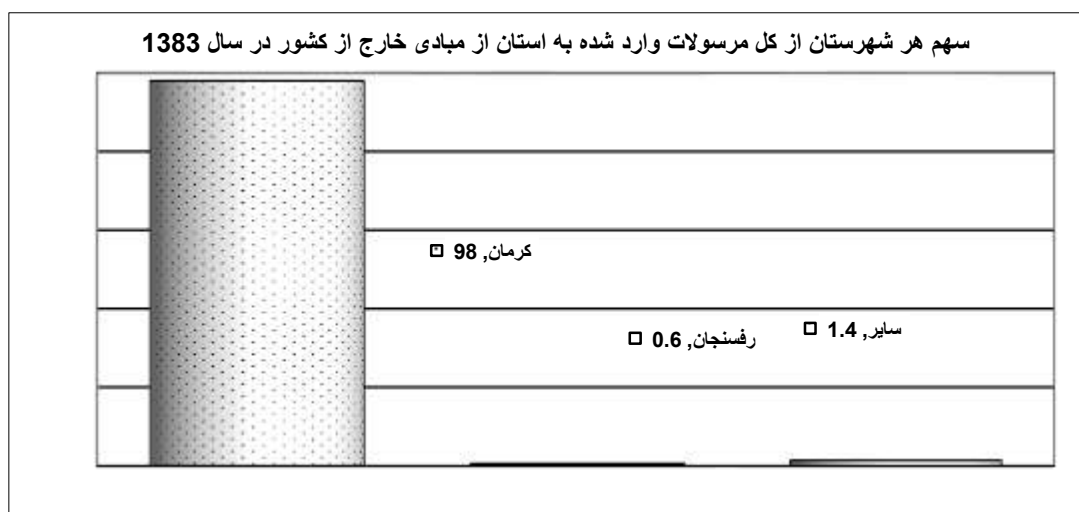 سهم هر شهرستان از کل مرسولات وارد شده به استان از مبادی خارج از کشور در سال 1383
کرمان, 98
رفسنجان, 0.6
سایر, 1.4